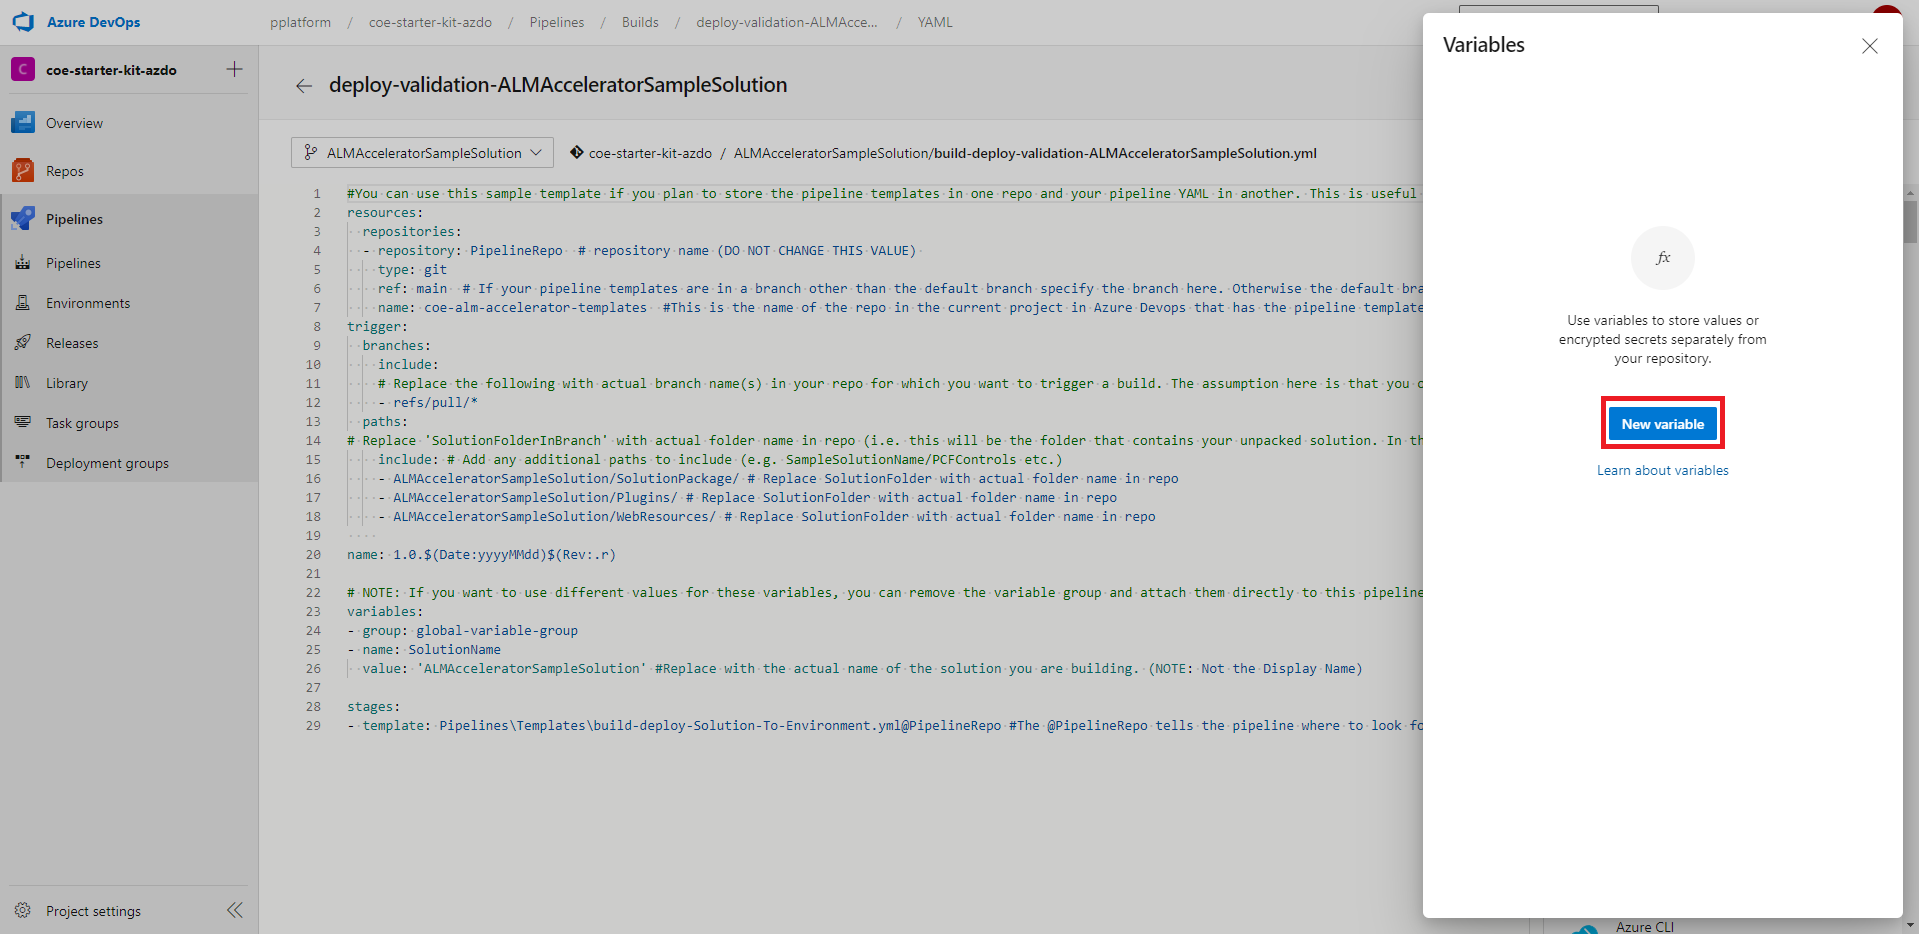 Azure DevOps
pplatform / coe-starter-kit-azdo / Pipelines / Builds / deploy-validation-ALMAcce... / YAML
C coe-starter-kit-azdo
Overview
Repos
Pipelines
Pipelines
Environments
Releases
Library
Task groups
Deployment groups
Project settings
deploy-validation-ALMAcceleratorSampleSolution
ALMAcceleratorSampleSolution
coe-starter-kit-azdo / ALMAcceleratorSampleSolution/build-deploy-validation-ALMAcceleratorSampleSolution.yml
1 #You can use this sample template if you plan to store the pipeline templates in one repo and your pipeline YAML in another. This is useful
2 resources:
3 repositories:
4 - repository: PipelineRepo # repository name (DO NOT CHANGE THIS VALUE)
5 type: git
6 ref: main # If your pipeline templates are in a branch other than the default branch specify the branch here. Otherwise the default bra
7 name: coe-alm-accelerator-templates #This is the name of the repo in the current project in Azure Devops that has the pipeline template
8 trigger:
9 branches:
10 include:
11 # Replace the following with actual branch name(s) in your repo for which you want to trigger a build. The assumption here is that you
12 - refs/pull/*
13 paths:
14 # Replace 'SolutionFolderInBranch' with actual folder name in repo (i.e. this will be the folder that contains your unpacked solution. In th
15 include: # Add any additional paths to include (e.g. SampleSolutionName/PCFControls etc.)
16 - ALMAcceleratorSampleSolution/SolutionPackage/ # Replace SolutionFolder with actual folder name in repo
17 - ALMAcceleratorSampleSolution/Plugins/ # Replace SolutionFolder with actual folder name in repo
18 - ALMAcceleratorSampleSolution/WebResources/ # Replace SolutionFolder with actual folder name in repo
19
20 name: 1.0.$(Date:yyyyMMdd)$(Rev:.r)
21
22 # NOTE: If you want to use different values for these variables, you can remove the variable group and attach them directly to this pipeline
23 variables:
24 - group: global-variable-group
25 - name: SolutionName
26 value: 'ALMAcceleratorSampleSolution' #Replace with the actual name of the solution you are building. (NOTE: Not the Display Name)
27
28 stages:
29 - template: Pipelines\Templates\build-deploy-Solution-To-Environment.yml@PipelineRepo #The @PipelineRepo tells the pipeline where to look fo
Variables
fx
Use variables to store values or
encrypted secrets separately from
your repository.
New variable
Learn about variables
Azure CLI